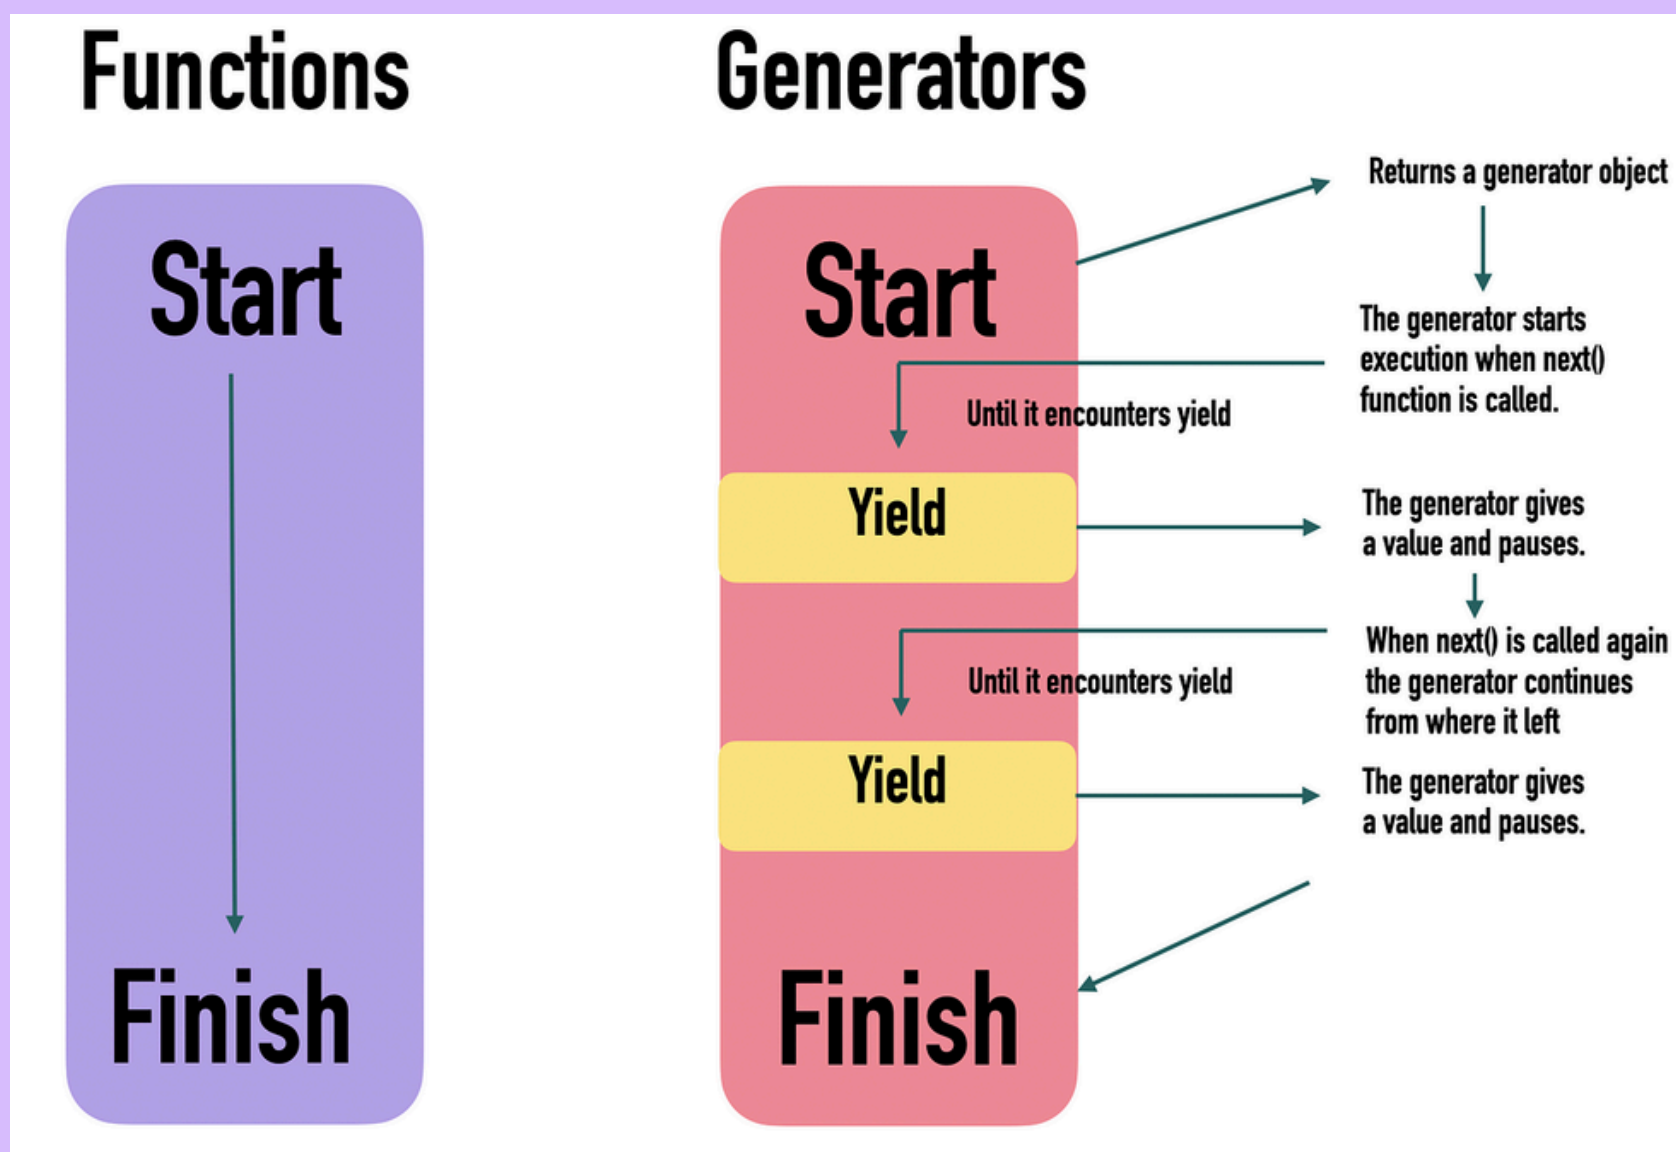 Functions
Start
Finish
Generators
Start
Returns a generator object
The generator starts
execution when next()
function is called.
Until it encounters yield
Yield
The generator gives
a value and pauses.
When next() is called again
the generator continues
from where it left
Until it encounters yield
Yield
The generator gives
a value and pauses.
Finish